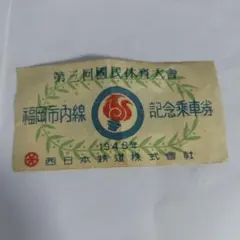 第三回國民体育大會
福岡市内線 記念乗車券
1948年
西日本鉄道株式會社